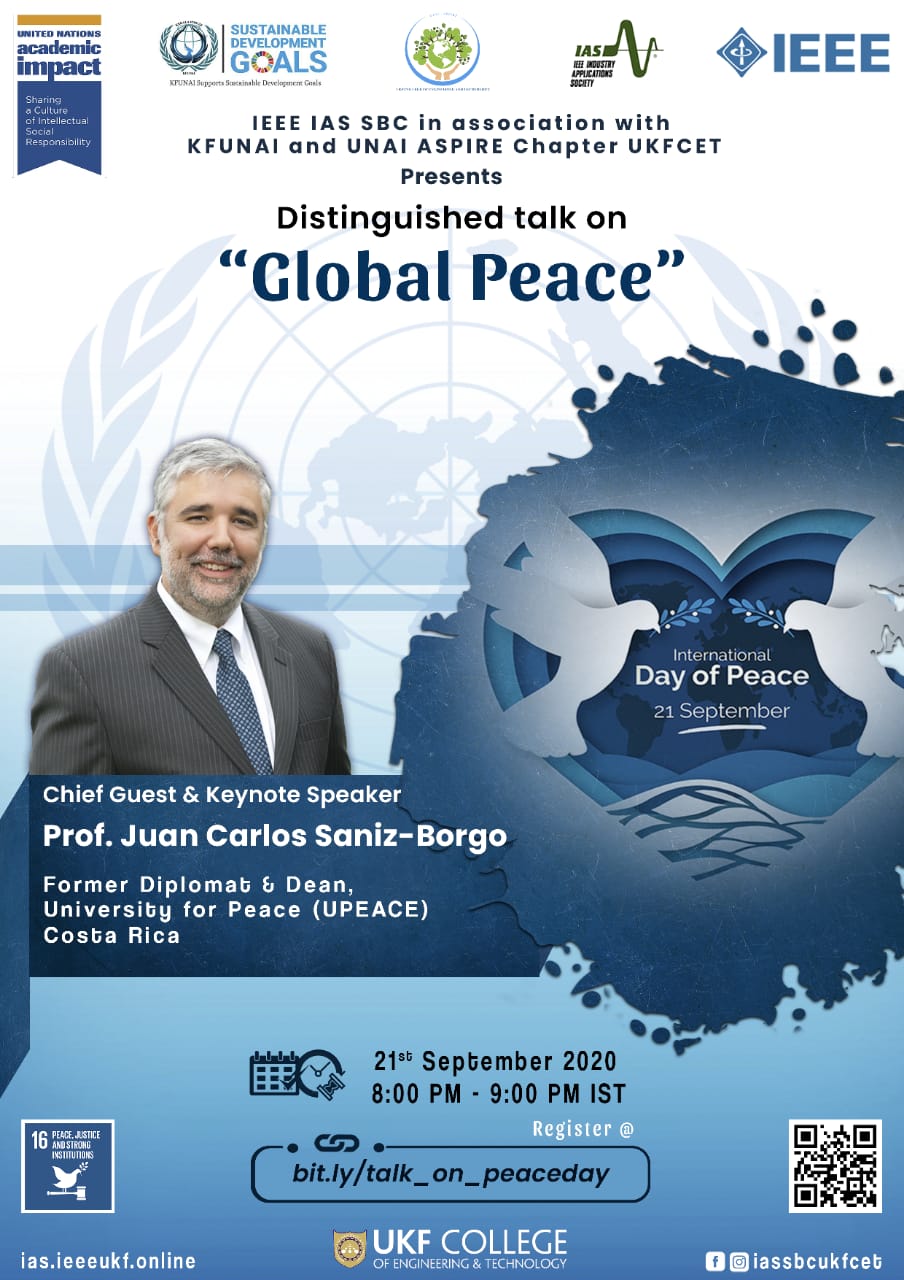 UNITED NATIONS
academic
impact
Sharing
a Culture
of Intellectual
Social
Responsibility
SUSTAINABLE
DEVELOPMENT
GOALS
KFUNAI Supports Sustainable Development Goals
IAS
IEEE INDUSTRY
APPLICATIONS
SOCIETY
®
IEEE
IEEE IAS SBC in association with
KFUNAI and UNAI ASPIRE Chapter UKFCET
Presents
Distinguished talk on
“Global Peace”
International
Day of Peace
21 September
Chief Guest & Keynote Speaker
Prof. Juan Carlos Saniz-Borgo
Former Diplomat & Dean,
University for Peace (UPEACE)
Costa Rica
21st September 2020
8:00 PM - 9:00 PM IST
Register @
bit.ly/talk_on_peaceday
16 PEACE, JUSTICE
AND STRONG
INSTITUTIONS
UKF COLLEGE
OF ENGINEERING & TECHNOLOGY
ias.ieeeukf.online
iassbcukfcet